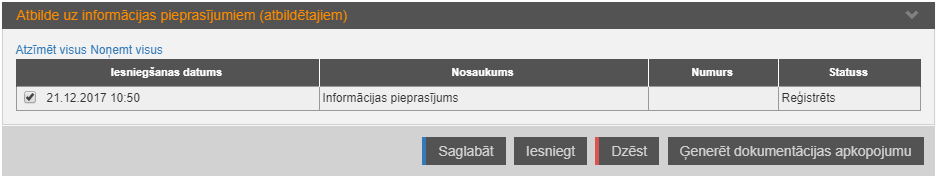 Atbilde uz informācijas pieprasījumiem (atbildētajiem)
Atzīmēt visus Noņemt visus
Iesniegšanas datums Nosaukums Numurs Statuss
21.12.2017 10:50 Informācijas pieprasījums Reģistrēts
Saglabāt Iesniegt Dzēst Ģenerēt dokumentācijas apkopojumu